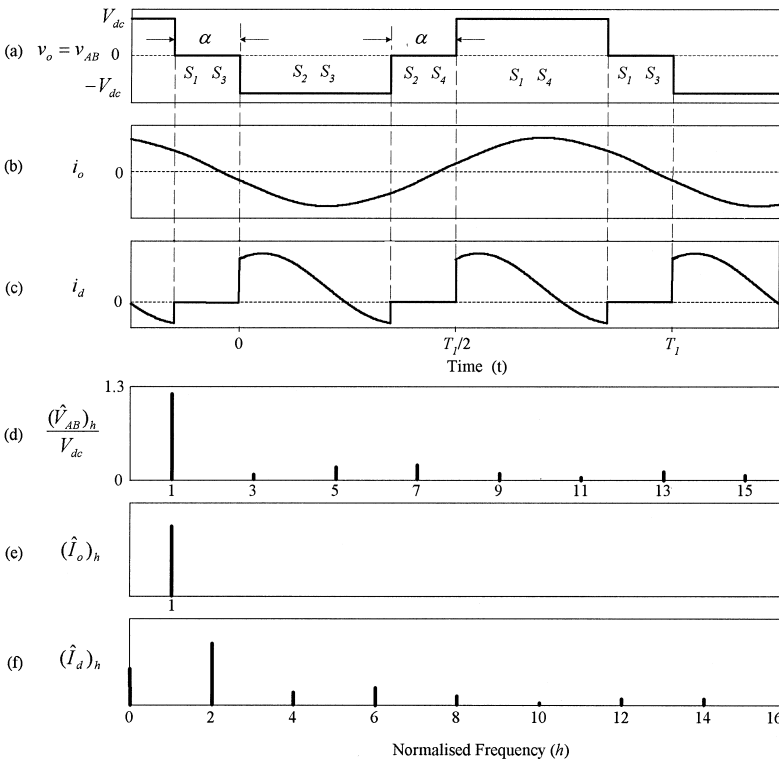 V_dc
α α
(a) v_o = v_AB 0
S_1 S_3 S_2 S_3 S_2 S_4 S_1 S_4 S_1 S_3
−V_dc
(b) i_o 0
(c) i_d
0
0 T_1/2 T_1
Time (t)
1.3
(d) (V̂_AB)_h / V_dc
0
1 3 5 7 9 11 13 15
(e) (Î_o)_h
1
(f) (Î_d)_h
0 2 4 6 8 10 12 14 16
Normalised Frequency (h)